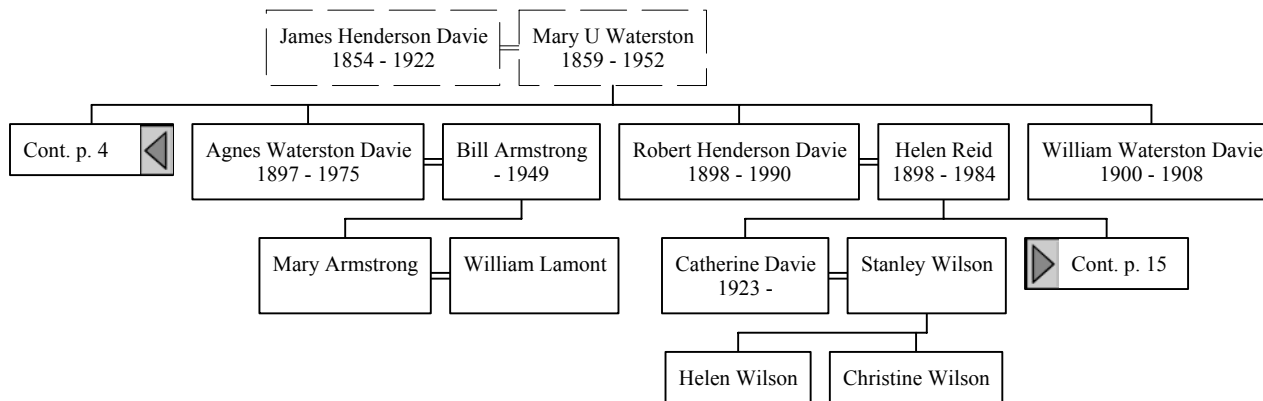 James Henderson Davie
1854 - 1922
Mary U Waterston
1859 - 1952
Cont. p. 4
Agnes Waterston Davie
1897 - 1975
Bill Armstrong
- 1949
Robert Henderson Davie
1898 - 1990
Helen Reid
1898 - 1984
William Waterston Davie
1900 - 1908
Mary Armstrong
William Lamont
Catherine Davie
1923 -
Stanley Wilson
Cont. p. 15
Helen Wilson
Christine Wilson